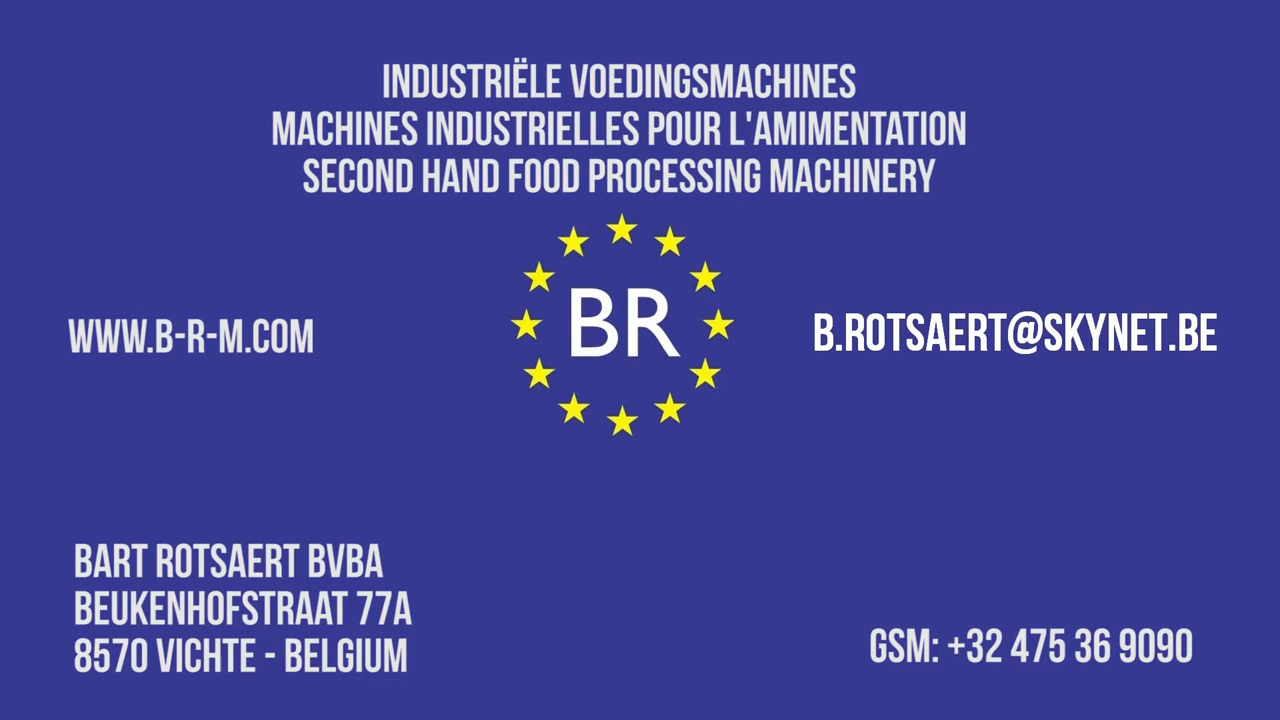 INDUSTRIËLE VOEDINGSMACHINES
MACHINES INDUSTRIELLES POUR L'AMIMENTATION
SECOND HAND FOOD PROCESSING MACHINERY
BR
WWW.B-R-M.COM
B.ROTSAERT@SKYNET.BE
BART ROTSAERT BVBA
BEUKENHOFSTRAAT 77A
8570 VICHTE - BELGIUM
GSM: +32 475 36 9090